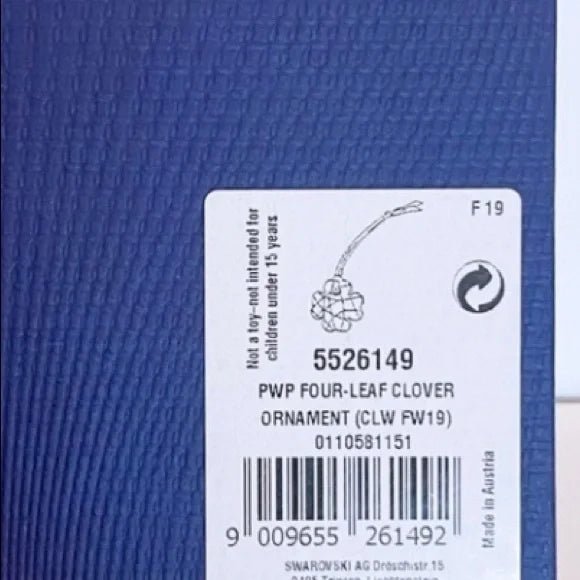 F 19
Not a toy–not intended for
children under 15 years
5526149
PWP FOUR-LEAF CLOVER
ORNAMENT (CLW FW19)
0110581151
Made in Austria
9 009655 261492
SWAROVSKI AG Dröschistr.15